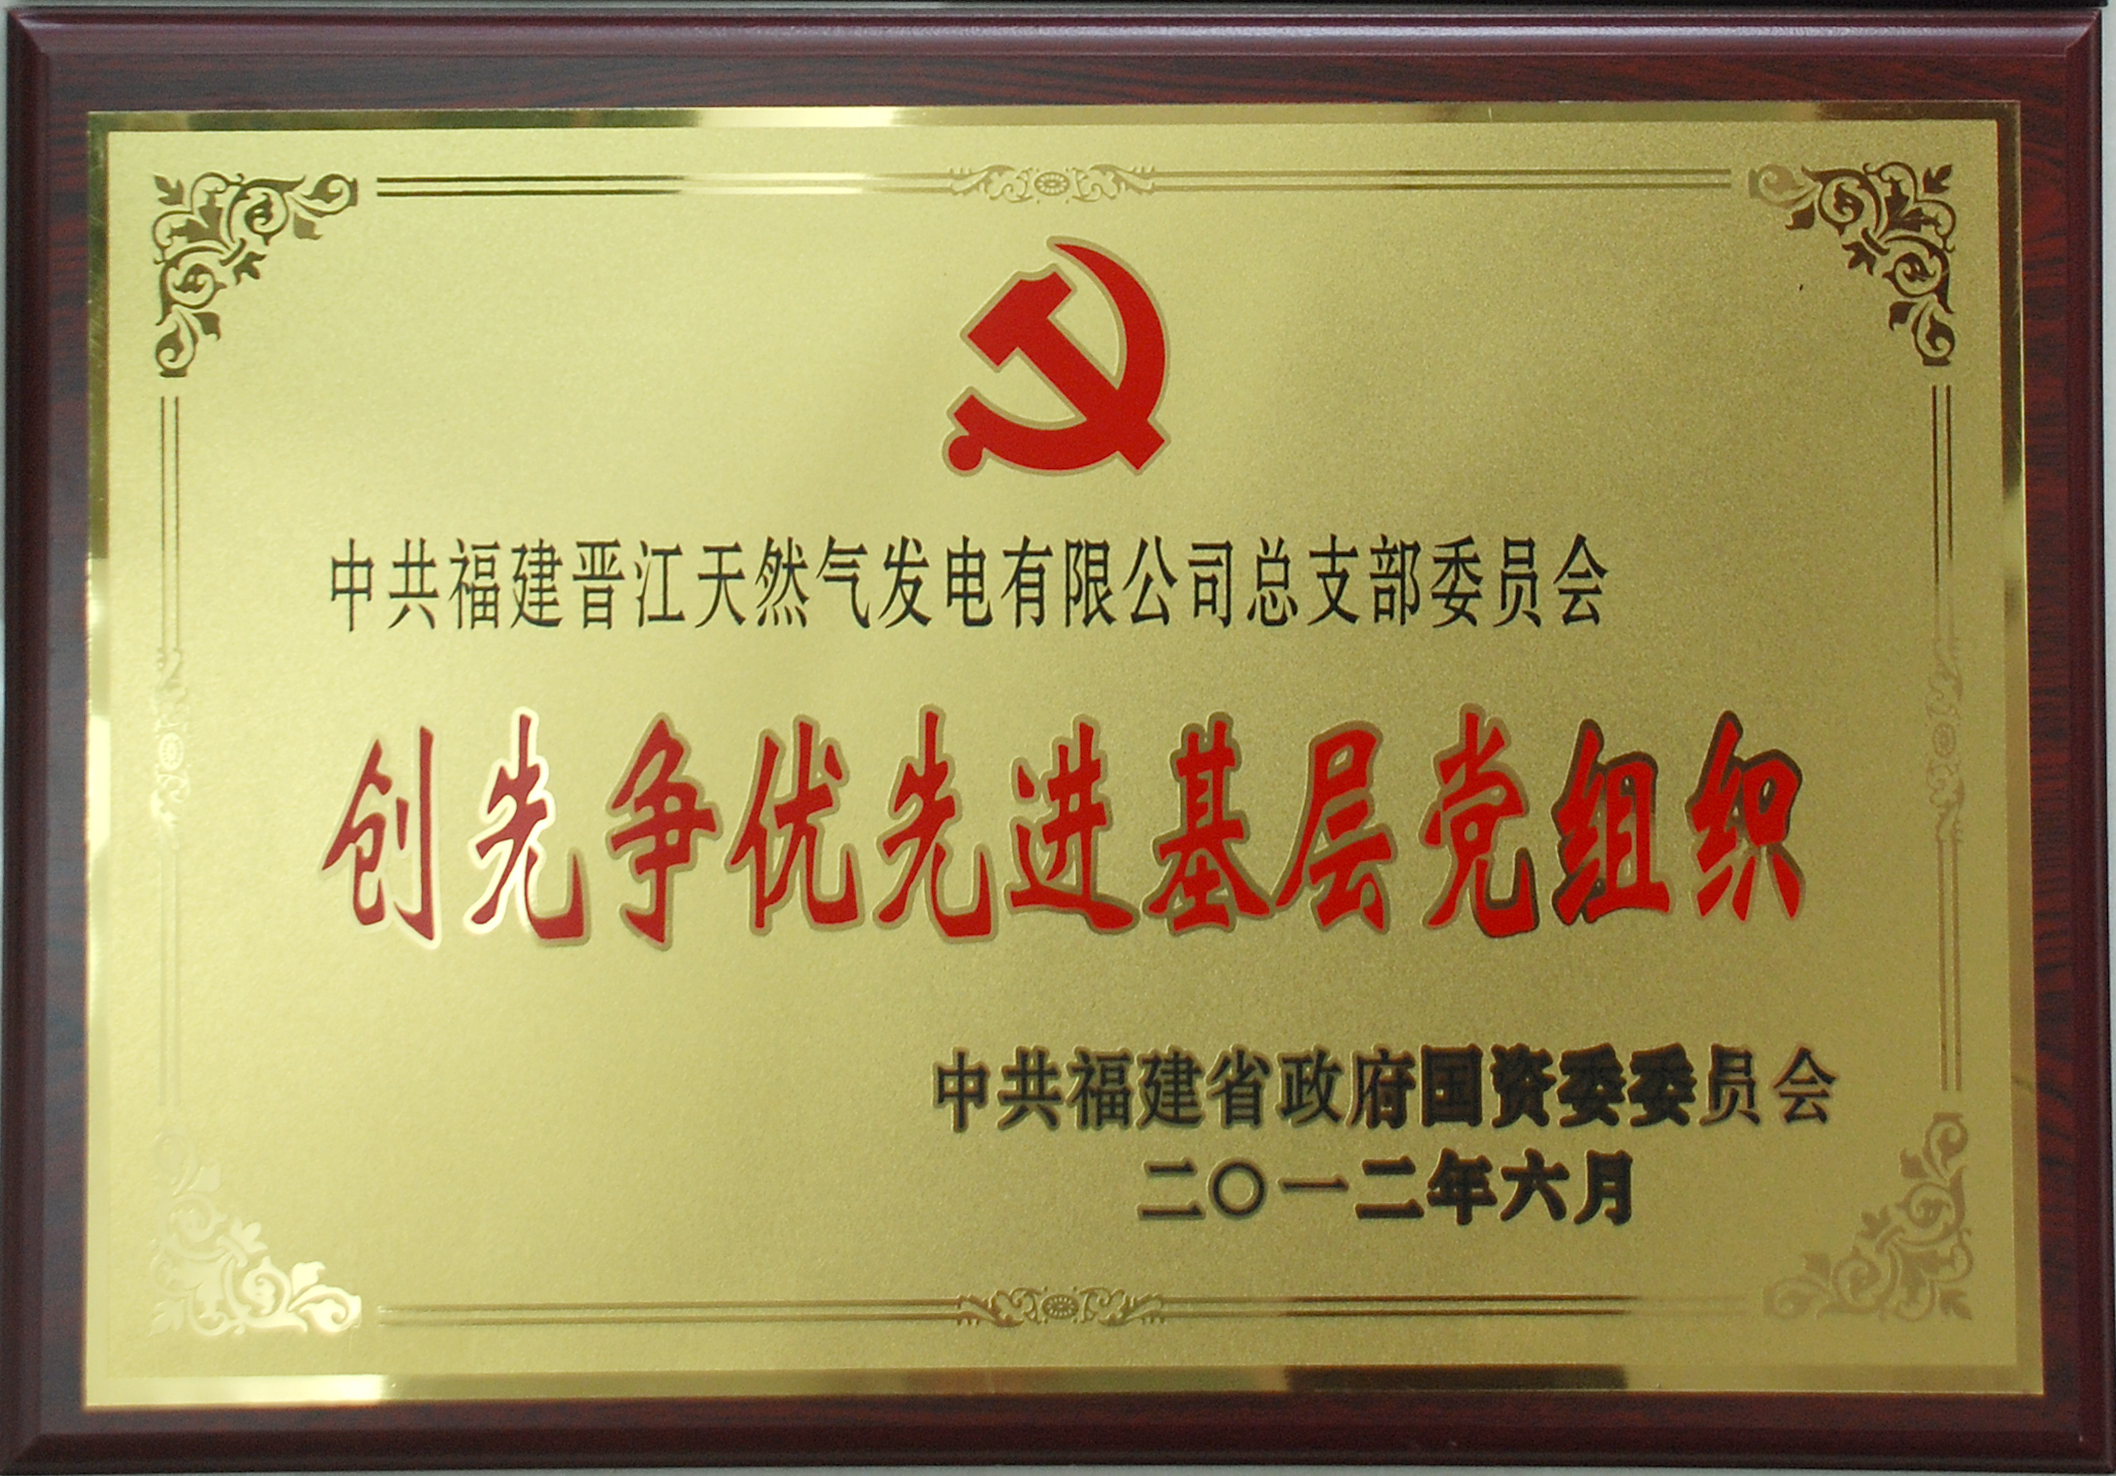 中共福建晋江天然气发电有限公司总支部委员会
创先争优先进基层党组织
中共福建省政府国资委委员会
二〇一二年六月